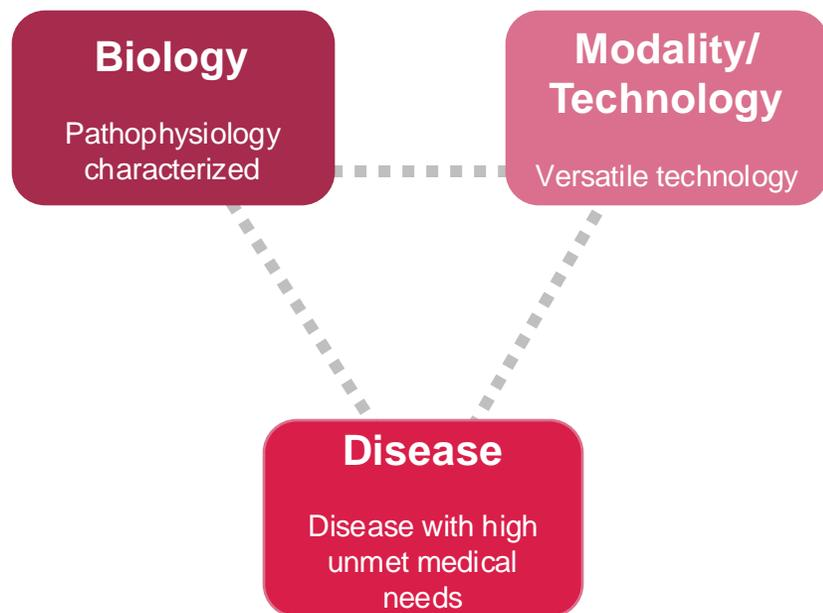 Biology
Pathophysiology
characterized
Modality/
Technology
Versatile technology
Disease
Disease with high
unmet medical
needs